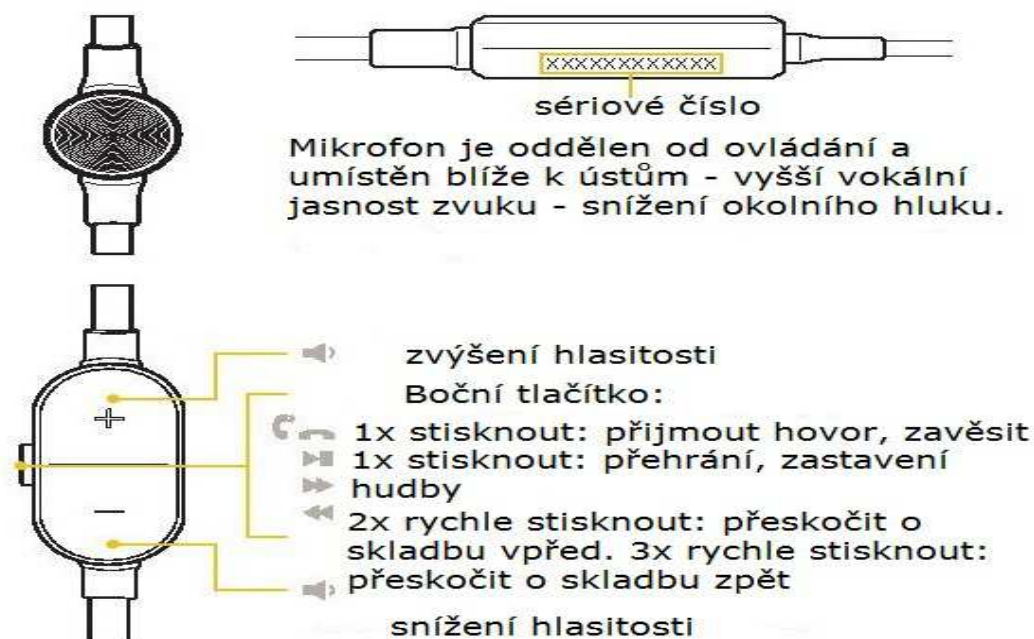 XXXXXXXXXXXX
sériové číslo
Mikrofon je oddělen od ovládání a
umístěn blíže k ústům - vyšší vokální
jasnost zvuku - snížení okolního hluku.
zvýšení hlasitosti
Boční tlačítko:
1x stisknout: přijmout hovor, zavěsit
1x stisknout: přehrání, zastavení
hudby
2x rychle stisknout: přeskočit o
skladbu vpřed. 3x rychle stisknout:
přeskočit o skladbu zpět
snížení hlasitosti